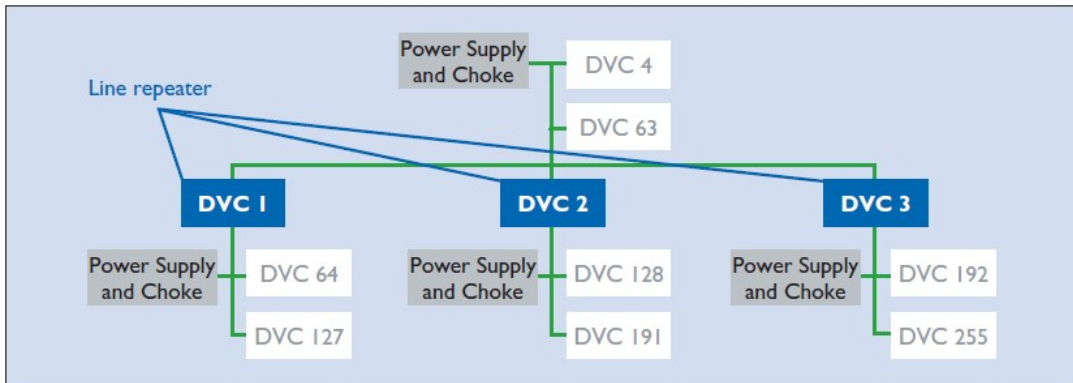 Power Supply
and Choke
DVC 4
Line repeater
DVC 63
DVC 1
DVC 2
DVC 3
Power Supply
and Choke
DVC 64
Power Supply
and Choke
DVC 128
Power Supply
and Choke
DVC 192
DVC 127
DVC 191
DVC 255